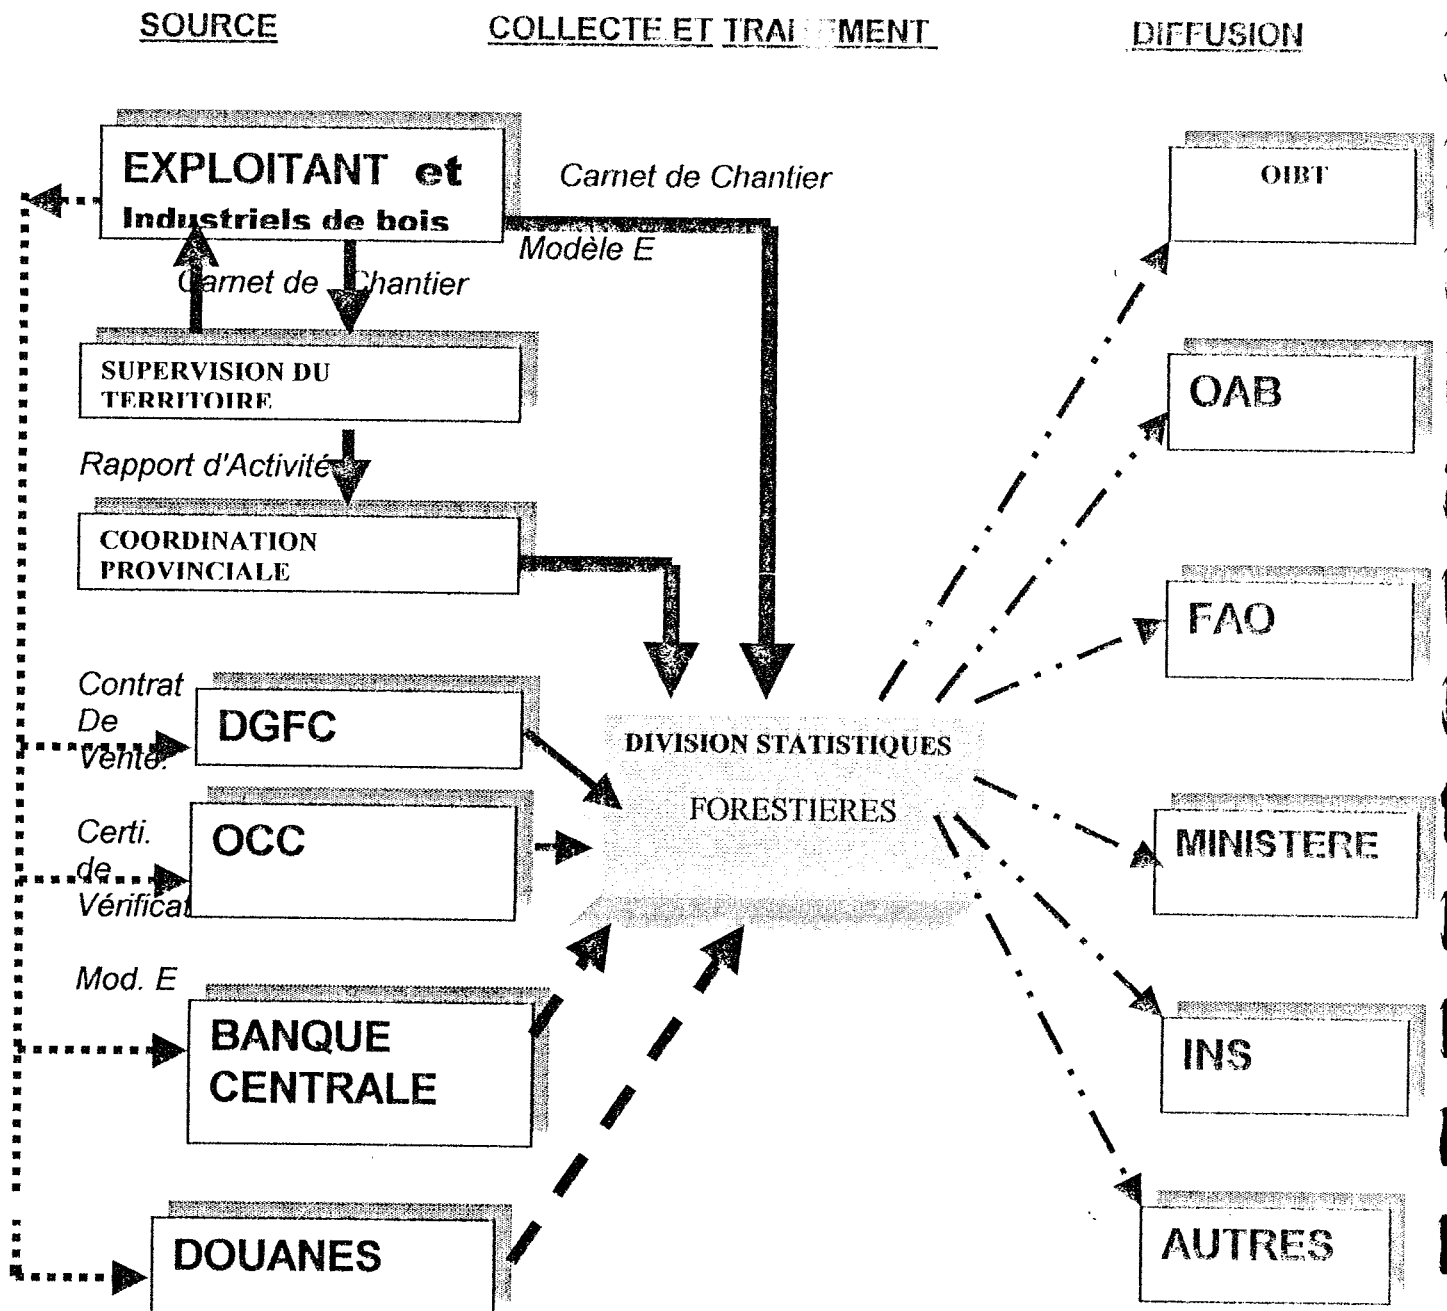 SOURCE
COLLECTE ET TRAI MENT
DIFFUSION
EXPLOITANT et
Industriels de bois
Carnet de Chantier
Modèle E
Carnet de Chantier
SUPERVISION DU
TERRITOIRE
Rapport d'Activité
COORDINATION
PROVINCIALE
Contrat
De
Vente.
DGFC
Certi.
de
Vérificat
OCC
Mod. E
BANQUE
CENTRALE
DOUANES
DIVISION STATISTIQUES
FORESTIERES
OIBT
OAB
FAO
MINISTERE
INS
AUTRES